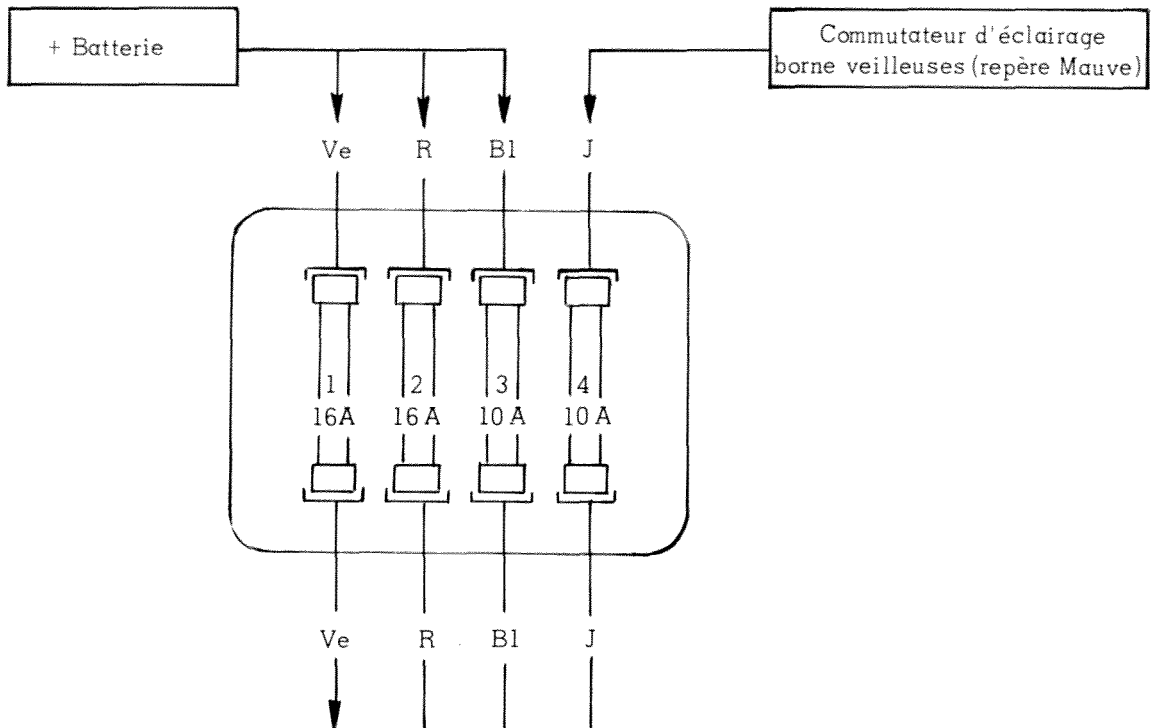 + Batterie
Commutateur d'éclairage
borne veilleuses (repère Mauve)
Ve R Bl J
1 2 3 4
16A 16 A 10 A 10 A
Ve R Bl J